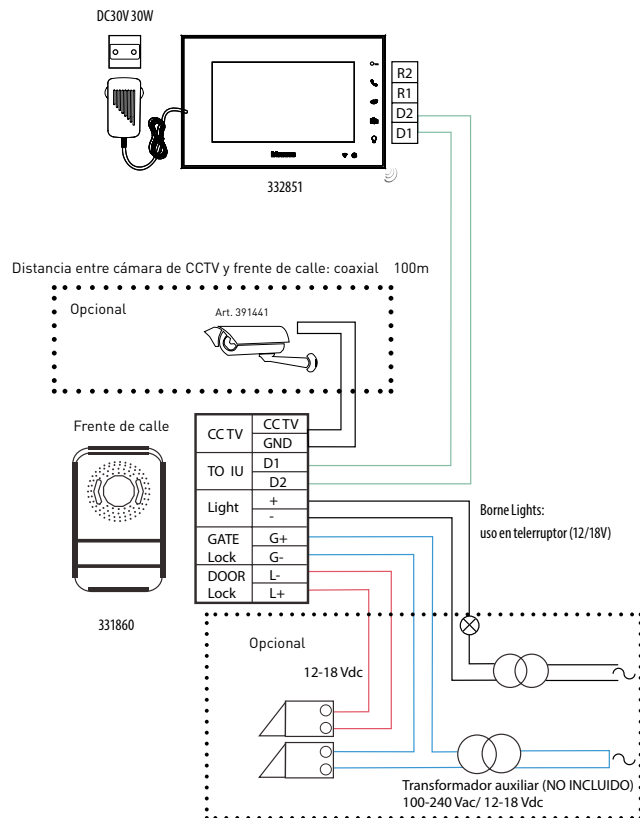 DC30V 30W
R2
R1
D2
D1
332851
Distancia entre cámara de CCTV y frente de calle: coaxial 100m
Opcional
Art. 391441
Frente de calle
CC TV
CC TV
GND
TO IU
D1
D2
Light
+
-
GATE
Lock
G+
G-
DOOR
Lock
L-
L+
331860
Borne Lights:
uso en telerruptor (12/18V)
Opcional
12-18 Vdc
Transformador auxiliar (NO INCLUIDO)
100-240 Vac/ 12-18 Vdc